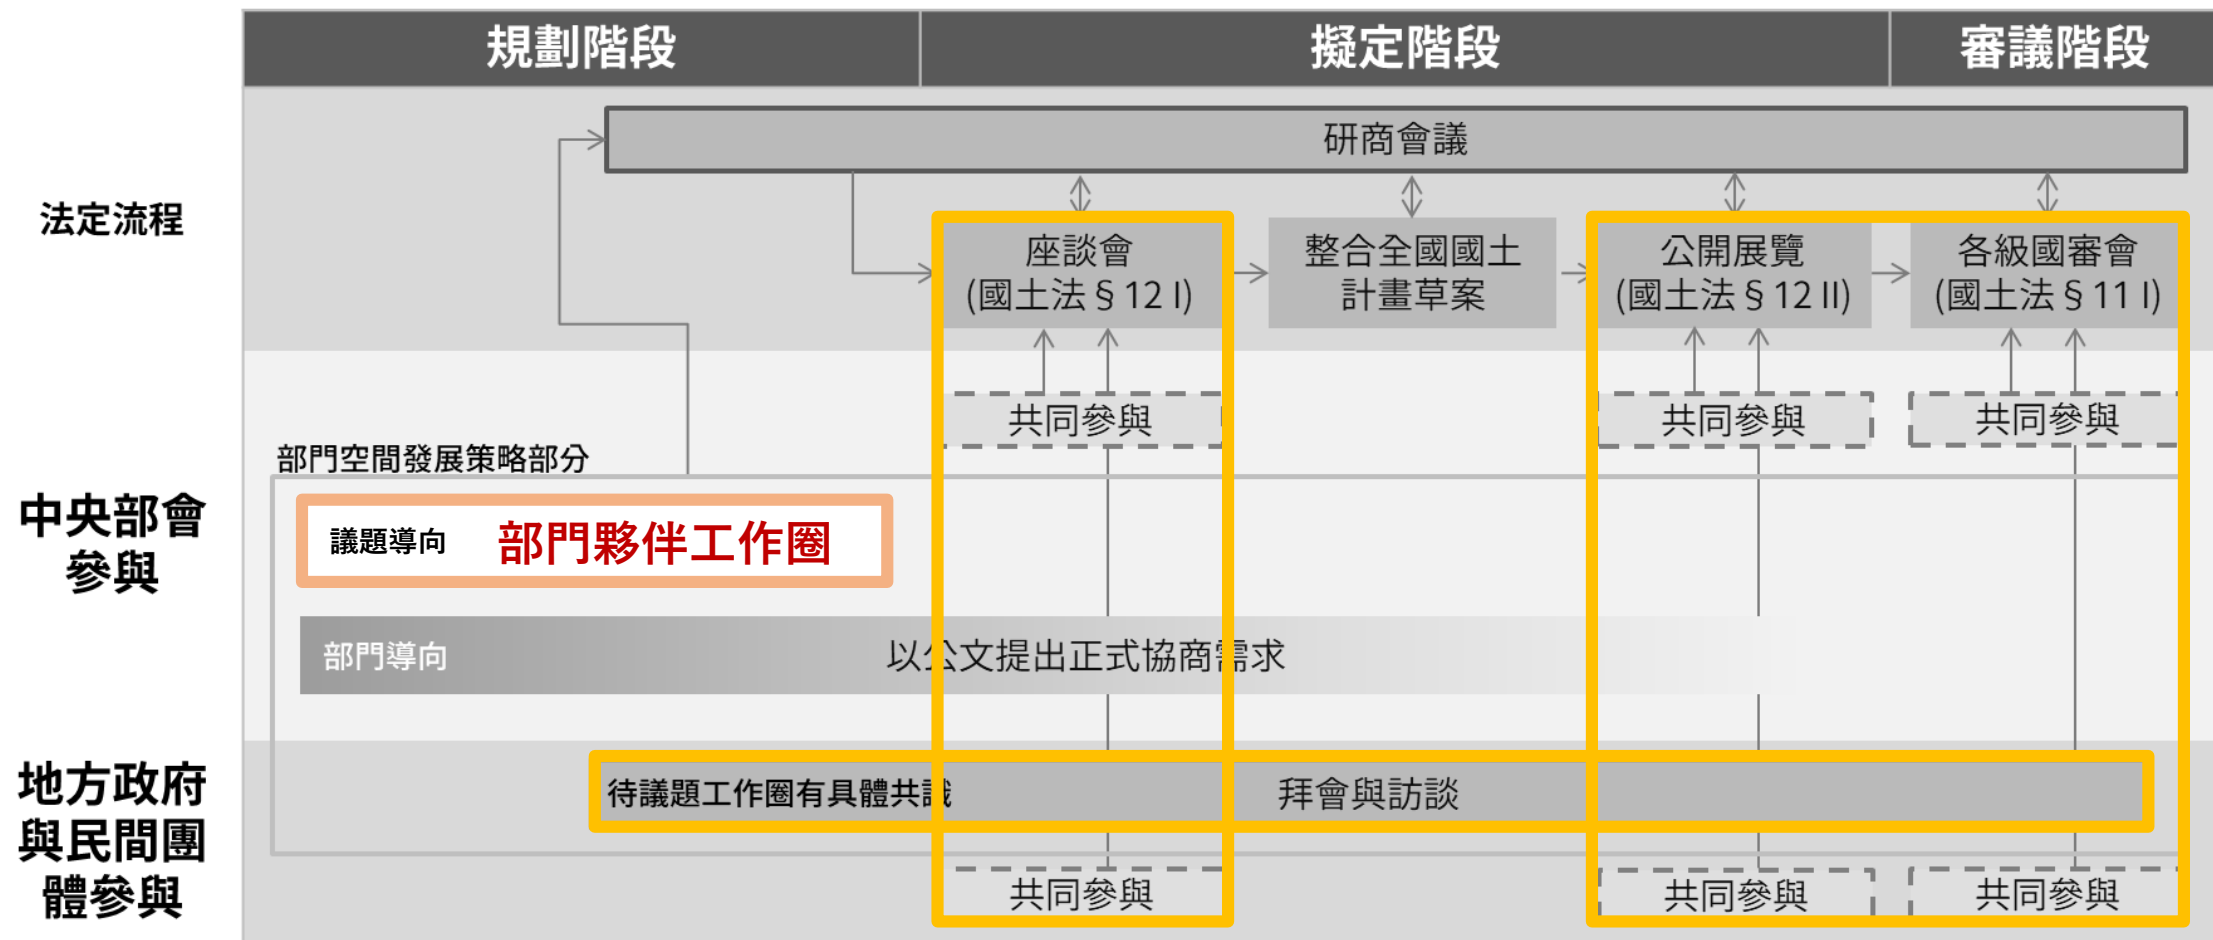 規劃階段
擬定階段
審議階段
法定流程
研商會議
座談會
(國土法§12 I)
整合全國國土
計畫草案
公開展覽
(國土法§12 II)
各級國審會
(國土法§11 I)
中央部會
參與
共同參與
共同參與
共同參與
部門空間發展策略部分
議題導向
部門夥伴工作圈
部門導向
以公文提出正式協商需求
地方政府
與民間團
體參與
待議題工作圈有具體共識
拜會與訪談
共同參與
共同參與
共同參與